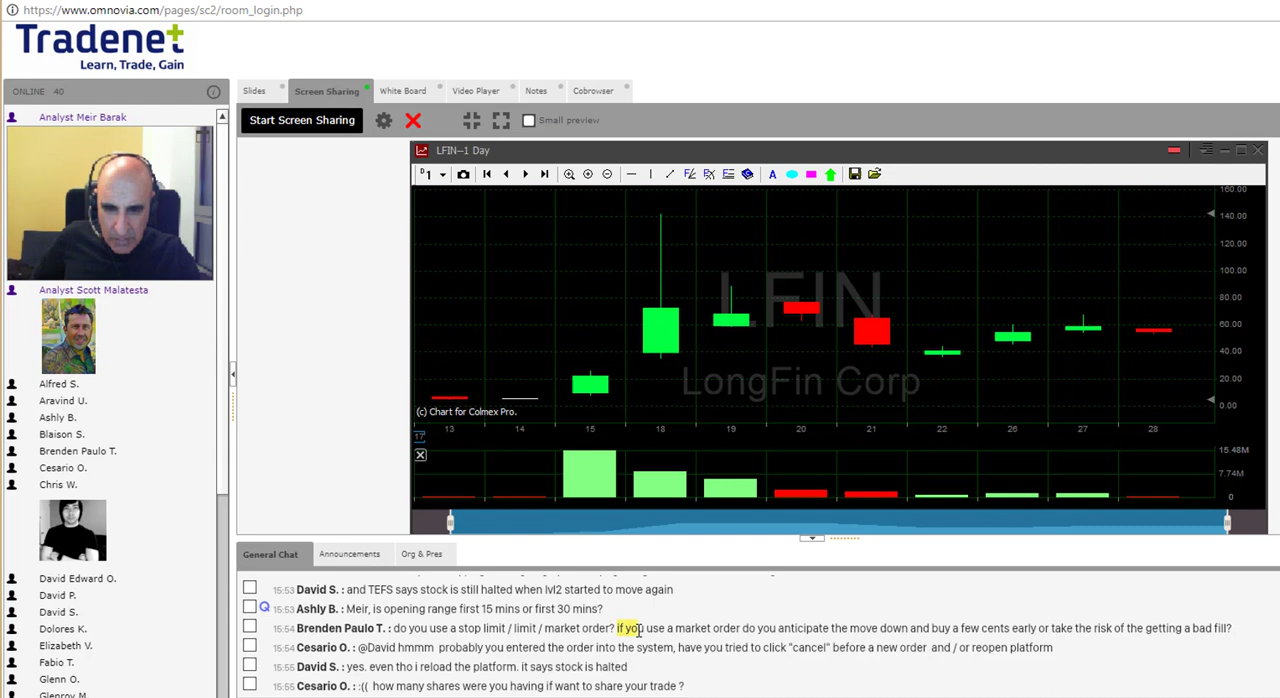 https://www.omnovia.com/pages/sc2/room_login.php
Tradenet
Learn, Trade, Gain
ONLINE 40
Slides
Screen Sharing
White Board
Video Player
Notes
Cobrowser
Start Screen Sharing
Small preview
Analyst Meir Barak
Analyst Scott Malatesta
Alfred S.
Aravind U.
Ashly B.
Blaison S.
Brenden Paulo T.
Cesario O.
Chris W.
David Edward O.
David P.
David S.
Dolores K.
Elizabeth V.
Fabio T.
Glenn O.
Glenroy M.
LFIN--1 Day
D1
A
160.00
140.00
120.00
100.00
80.00
60.00
40.00
20.00
0.00
LFIN
LongFin Corp
(c) Chart for Colmex Pro.
13 14 15 18 19 20 21 22 26 27 28
17
15.48M
7.74M
0
General Chat
Announcements
Org & Pres
15:53 David S. : and TEFS says stock is still halted when lvl2 started to move again
Q 15:53 Ashly B. : Meir, is opening range first 15 mins or first 30 mins?
15:54 Brenden Paulo T. : do you use a stop limit / limit / market order? if you use a market order do you anticipate the move down and buy a few cents early or take the risk of the getting a bad fill?
15:54 Cesario O. : @David hmmm probably you entered the order into the system, have you tried to click "cancel" before a new order and / or reopen platform
15:55 David S. : yes. even tho i reload the platform. it says stock is halted
15:55 Cesario O. : :(( how many shares were you having if want to share your trade ?